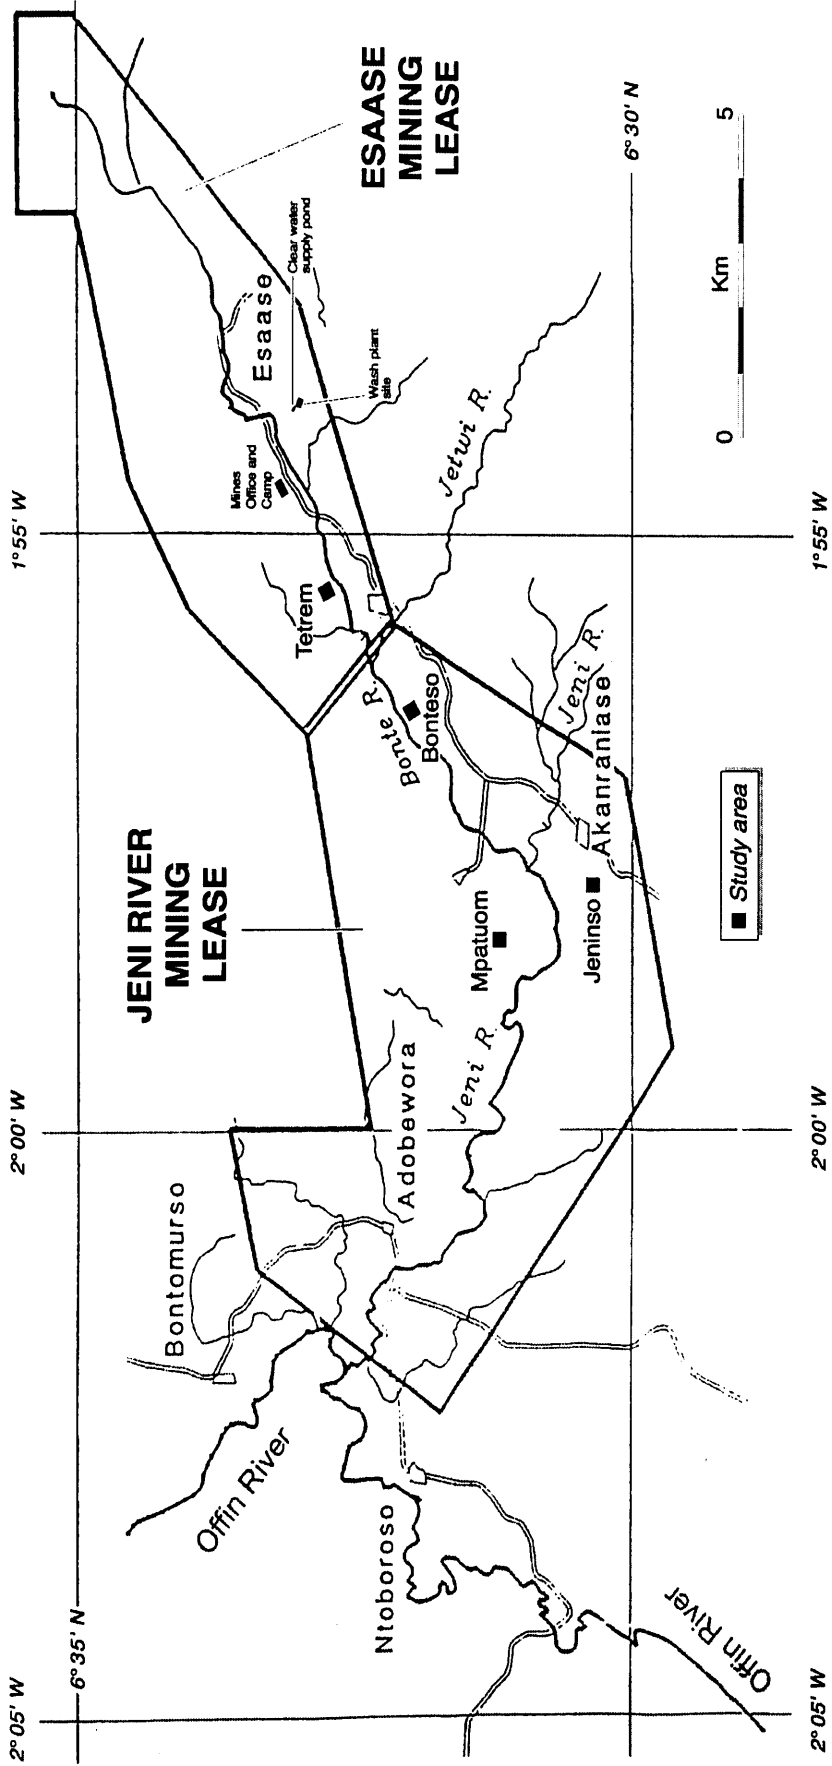 2° 05' W
2° 00' W
1° 55' W
6° 35' N
JENI RIVER
MINING
LEASE
ESAASE
MINING
LEASE
Bontomurso
Offin River
Adobewora
Ntoboroso
Tetrem
Mines
Office and
Camp
Esaase
Clear water
supply pond
Wash plant
site
Bonte R.
Bonteso
Jetwi R.
Jeni R.
Mpatuom
Jeni R.
Jeninso
Akanranlase
6° 30' N
Offin River
Study area
0
Km
5
2° 05' W
2° 00' W
1° 55' W